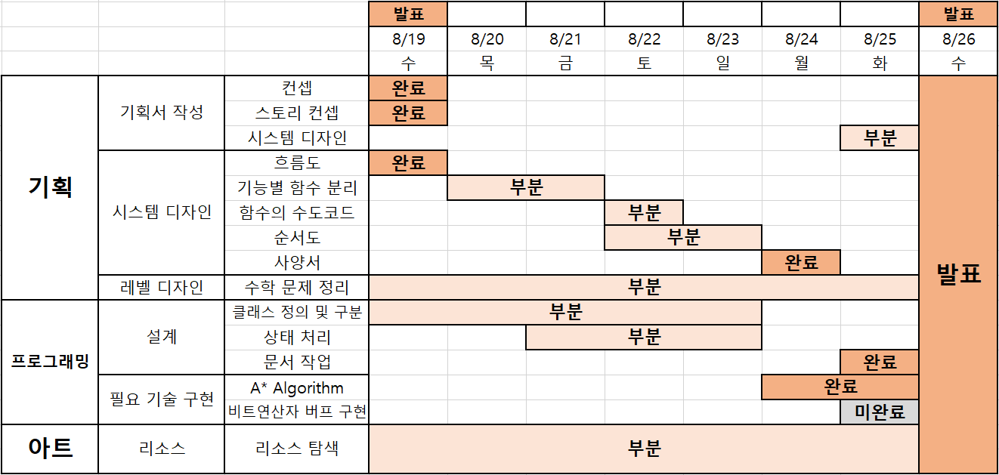 발표 발표
8/19 8/20 8/21 8/22 8/23 8/24 8/25 8/26
수 목 금 토 일 월 화 수
기획 기획서 작성 컨셉 완료
스토리 컨셉 완료
시스템 디자인 부분
시스템 디자인 흐름도 완료
기능별 함수 분리 부분
함수의 수도코드 부분
순서도 부분
사양서 완료
레벨 디자인 수학 문제 정리 부분
발표
프로그래밍 설계 클래스 정의 및 구분 부분
상태 처리 부분
문서 작업 완료
필요 기술 구현 A* Algorithm 완료
비트연산자 버프 구현 미완료
아트 리소스 리소스 탐색 부분